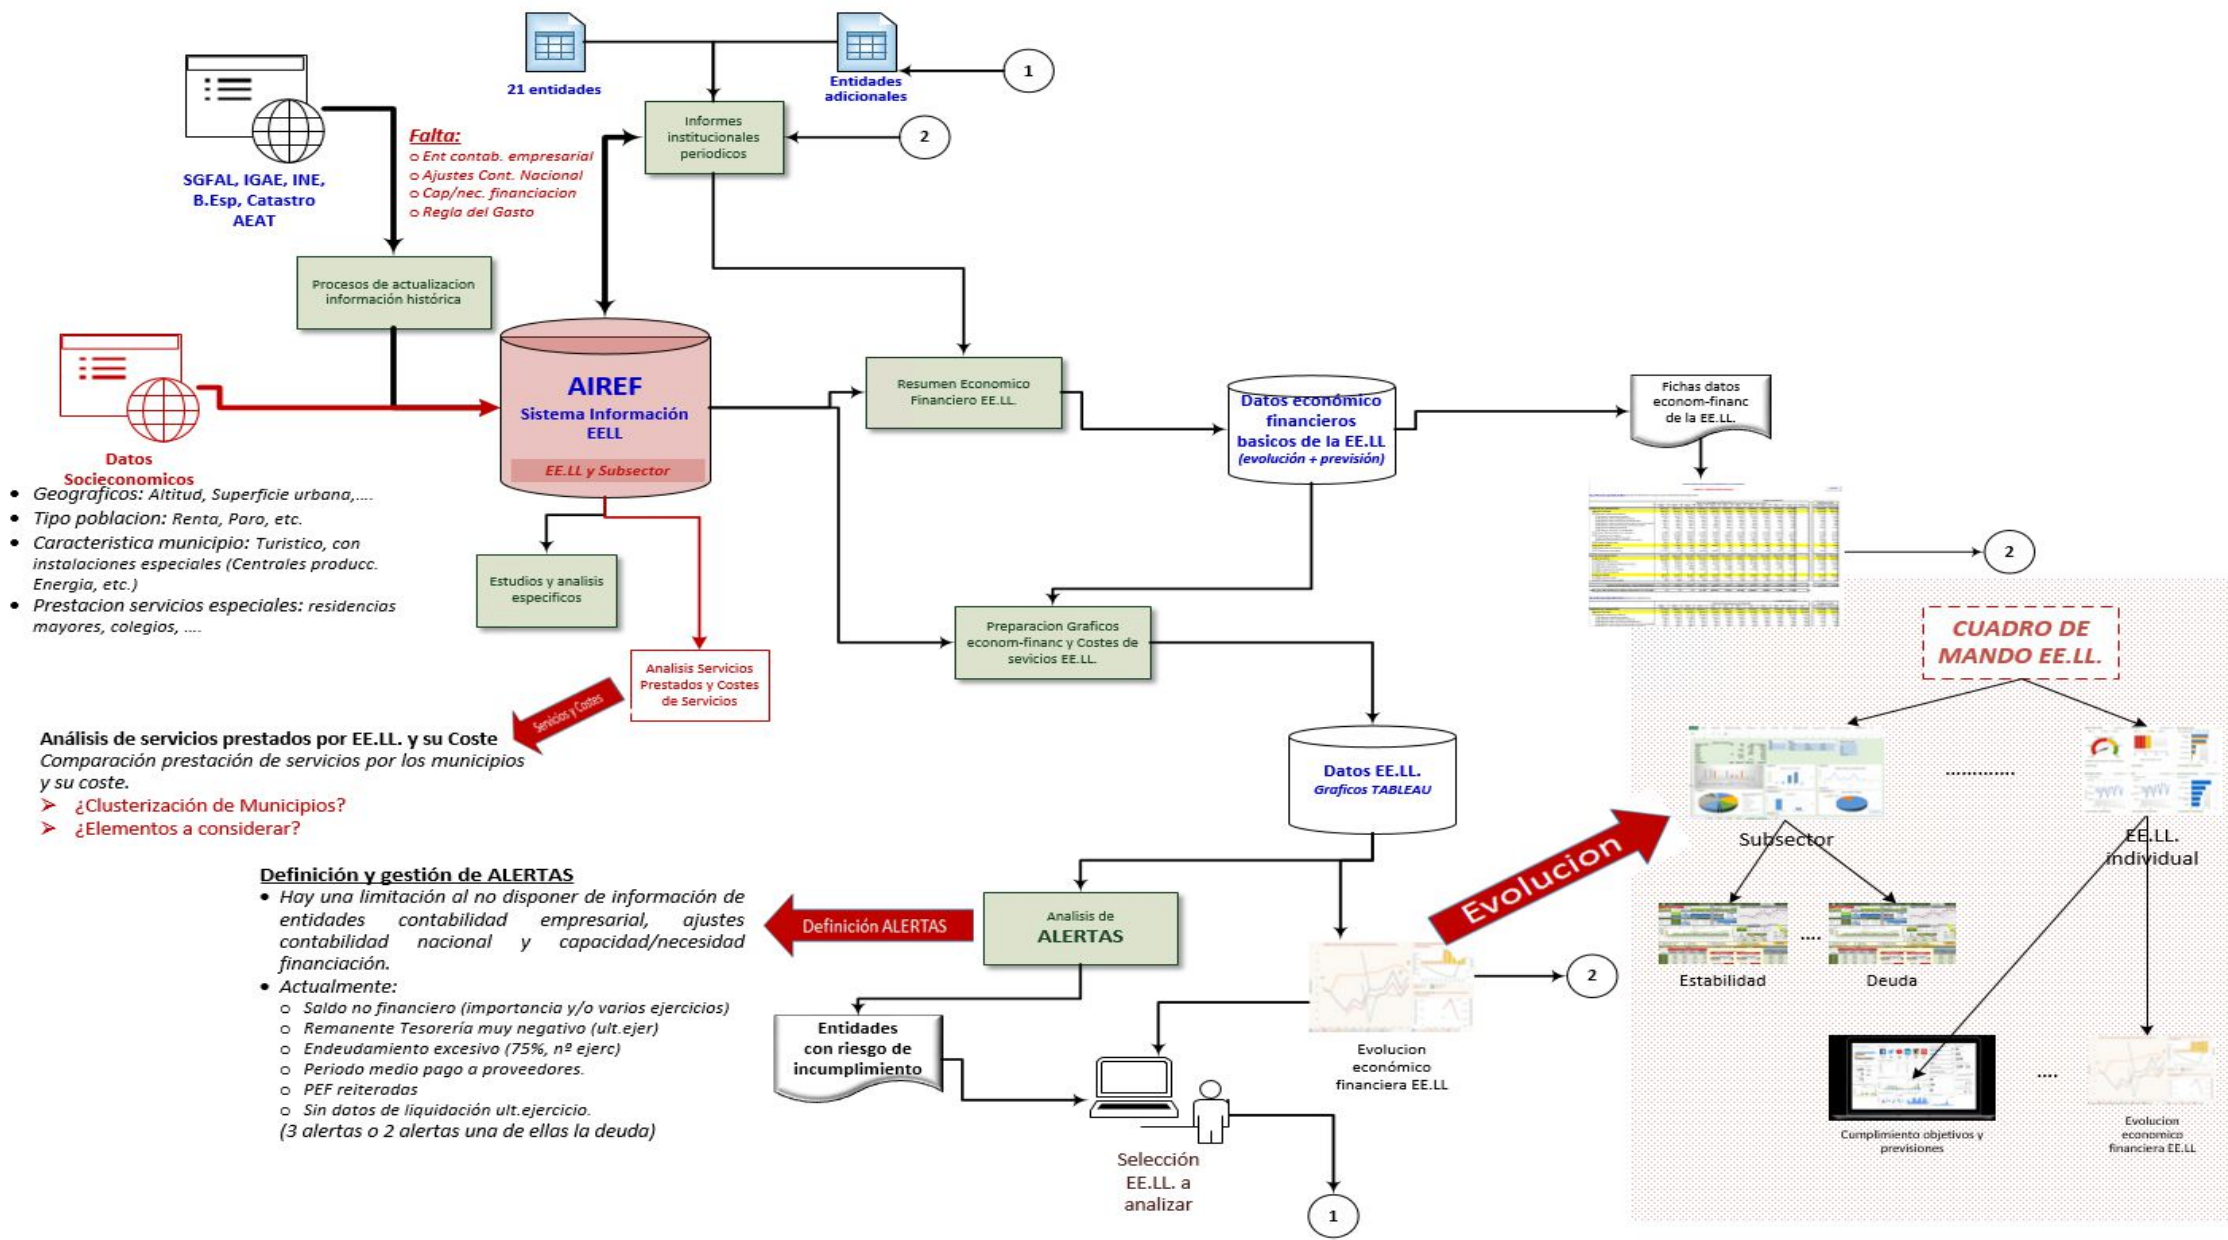 21 entidades
Entidades
adicionales
1
Informes
institucionales
periodicos
2
SGFAL, IGAE, INE,
B.Esp, Catastro
AEAT
Falta:
o Ent contab. empresarial
o Ajustes Cont. Nacional
o Cap/nec. financiacion
o Regla del Gasto
Procesos de actualizacion
información histórica
Datos
Socieconomicos
• Geograficos: Altitud, Superficie urbana,....
• Tipo poblacion: Renta, Paro, etc.
• Caracteristica municipio: Turistico, con
instalaciones especiales (Centrales producc.
Energia, etc.)
• Prestacion servicios especiales: residencias
mayores, colegios, ....
AIREF
Sistema Información
EELL
EE.LL y Subsector
Resumen Economico
Financiero EE.LL.
Datos económico
financieros
basicos de la EE.LL
(evolución + previsión)
Fichas datos
econom-financ
de la EE.LL.
2
Estudios y analisis
especificos
Analisis Servicios
Prestados y Costes
de Servicios
Servicios y Costes
Preparacion Graficos
econom-financ y Costes de
sevicios EE.LL.
Análisis de servicios prestados por EE.LL. y su Coste
Comparación prestación de servicios por los municipios
y su coste.
➢ ¿Clusterización de Municipios?
➢ ¿Elementos a considerar?
Datos EE.LL.
Graficos TABLEAU
Definición y gestión de ALERTAS
• Hay una limitación al no disponer de información de
entidades contabilidad empresarial, ajustes
contabilidad nacional y capacidad/necesidad
financiación.
• Actualmente:
o Saldo no financiero (importancia y/o varios ejercicios)
o Remanente Tesorería muy negativo (ult.ejer)
o Endeudamiento excesivo (75%, nº ejerc)
o Periodo medio pago a proveedores.
o PEF reiteradas
o Sin datos de liquidación ult.ejercicio.
(3 alertas o 2 alertas una de ellas la deuda)
Definición ALERTAS
Analisis de
ALERTAS
Entidades
con riesgo de
incumplimiento
Selección
EE.LL. a
analizar
1
Evolucion
económico
financiera EE.LL
2
Evolucion
CUADRO DE
MANDO EE.LL.
.............
Subsector
EE.LL.
individual
....
Estabilidad
Deuda
....
Cumplimiento objetivos y
previsiones
Evolucion
economico
financiera EE.LL